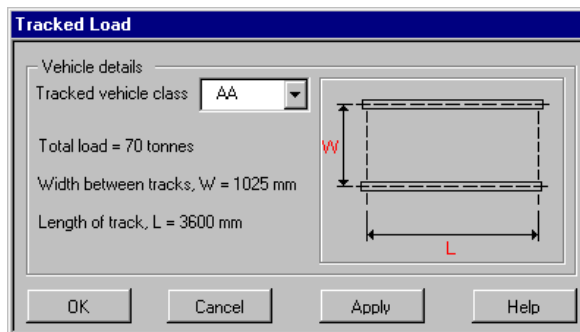 Tracked Load
Vehicle details
Tracked vehicle class AA
Total load = 70 tonnes
Width between tracks, W = 1025 mm
Length of track, L = 3600 mm
W
L
OK Cancel Apply Help